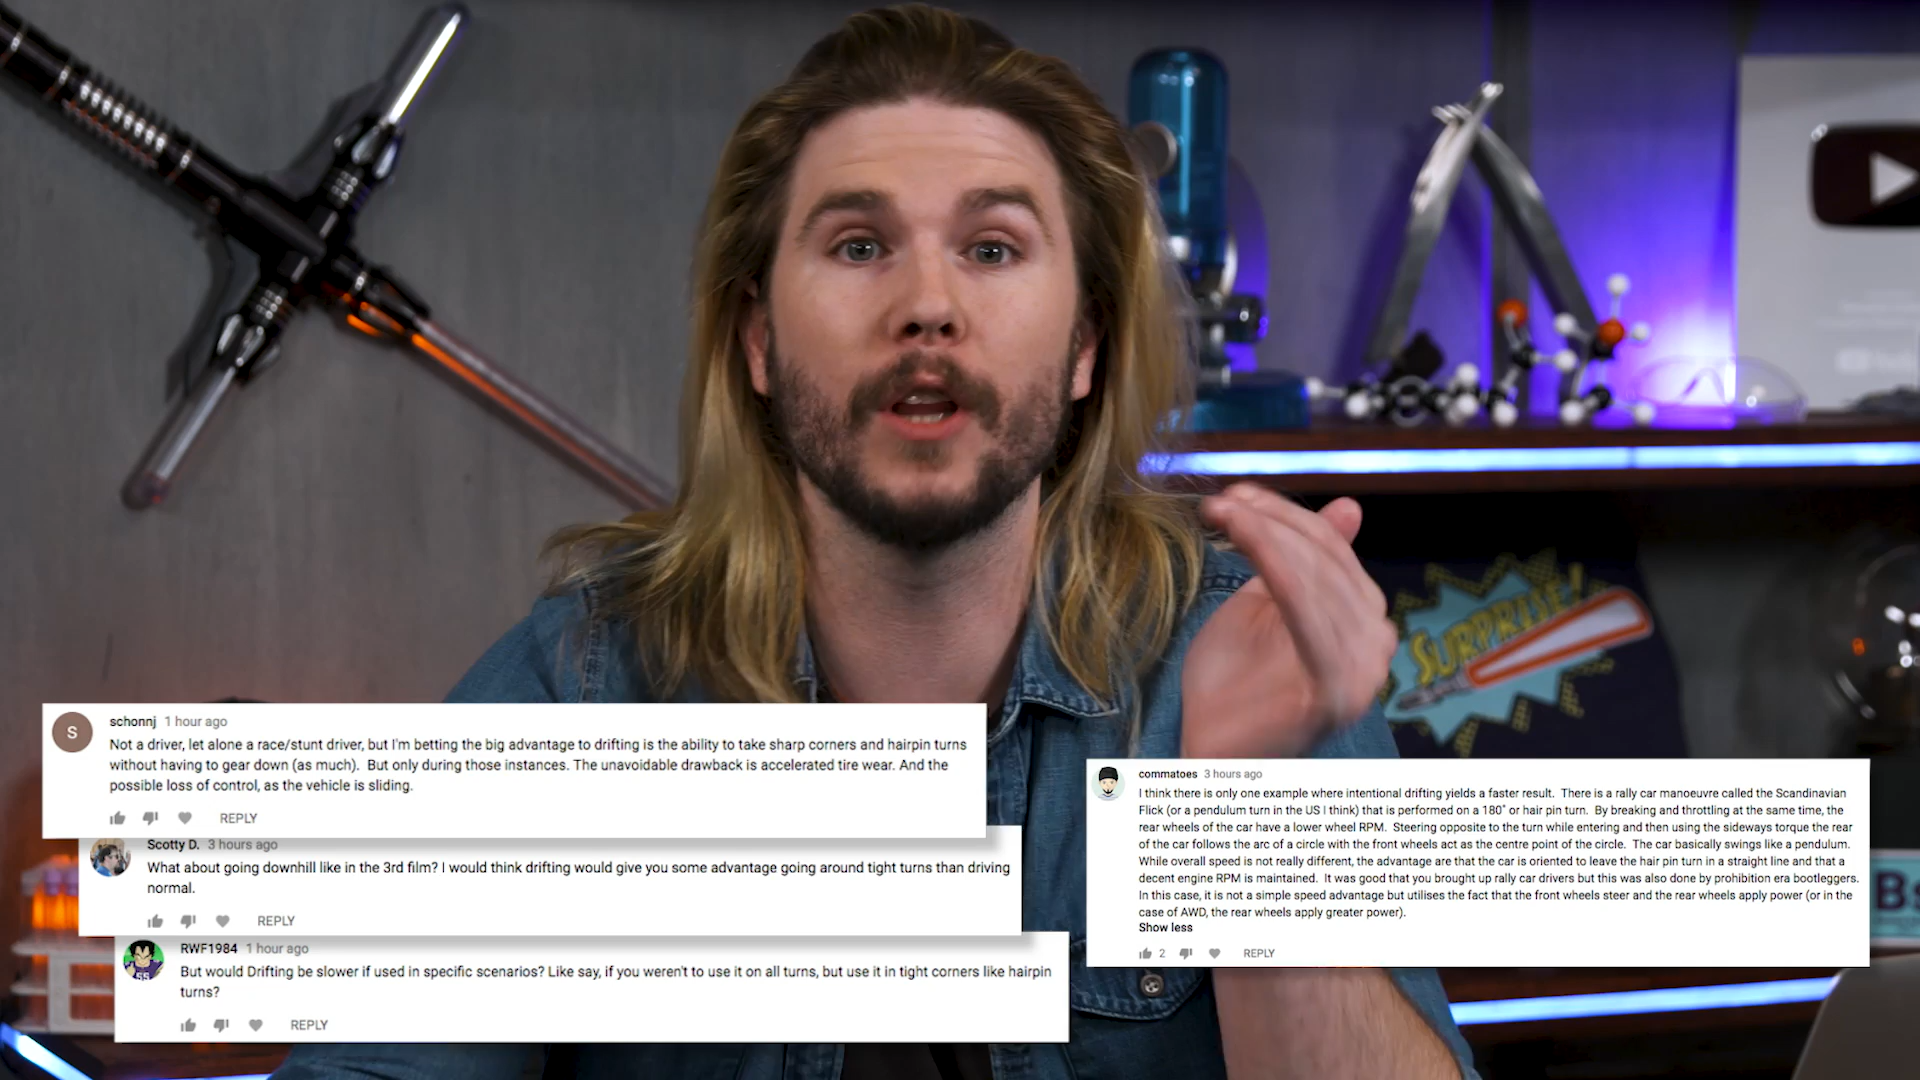 SURPRISE!
schonnj 1 hour ago
Not a driver, let alone a race/stunt driver, but I'm betting the big advantage to drifting is the ability to take sharp corners and hairpin turns
without having to gear down (as much). But only during those instances. The unavoidable drawback is accelerated tire wear. And the
possible loss of control, as the vehicle is sliding.
REPLY
Scotty D. 3 hours ago
What about going downhill like in the 3rd film? I would think drifting would give you some advantage going around tight turns than driving
normal.
REPLY
RWF1984 1 hour ago
But would Drifting be slower if used in specific scenarios? Like say, if you weren't to use it on all turns, but use it in tight corners like hairpin
turns?
REPLY
commatoes 3 hours ago
I think there is only one example where intentional drifting yields a faster result. There is a rally car manoeuvre called the Scandinavian
Flick (or a pendulum turn in the US I think) that is performed on a 180° or hair pin turn. By breaking and throttling at the same time, the
rear wheels of the car have a lower wheel RPM. Steering opposite to the turn while entering and then using the sideways torque the rear
of the car follows the arc of a circle with the front wheels act as the centre point of the circle. The car basically swings like a pendulum.
While overall speed is not really different, the advantage are that the car is oriented to leave the hair pin turn in a straight line and that a
decent engine RPM is maintained. It was good that you brought up rally car drivers but this was also done by prohibition era bootleggers.
In this case, it is not a simple speed advantage but utilises the fact that the front wheels steer and the rear wheels apply power (or in the
case of AWD, the rear wheels apply greater power).
Show less
2 REPLY
S